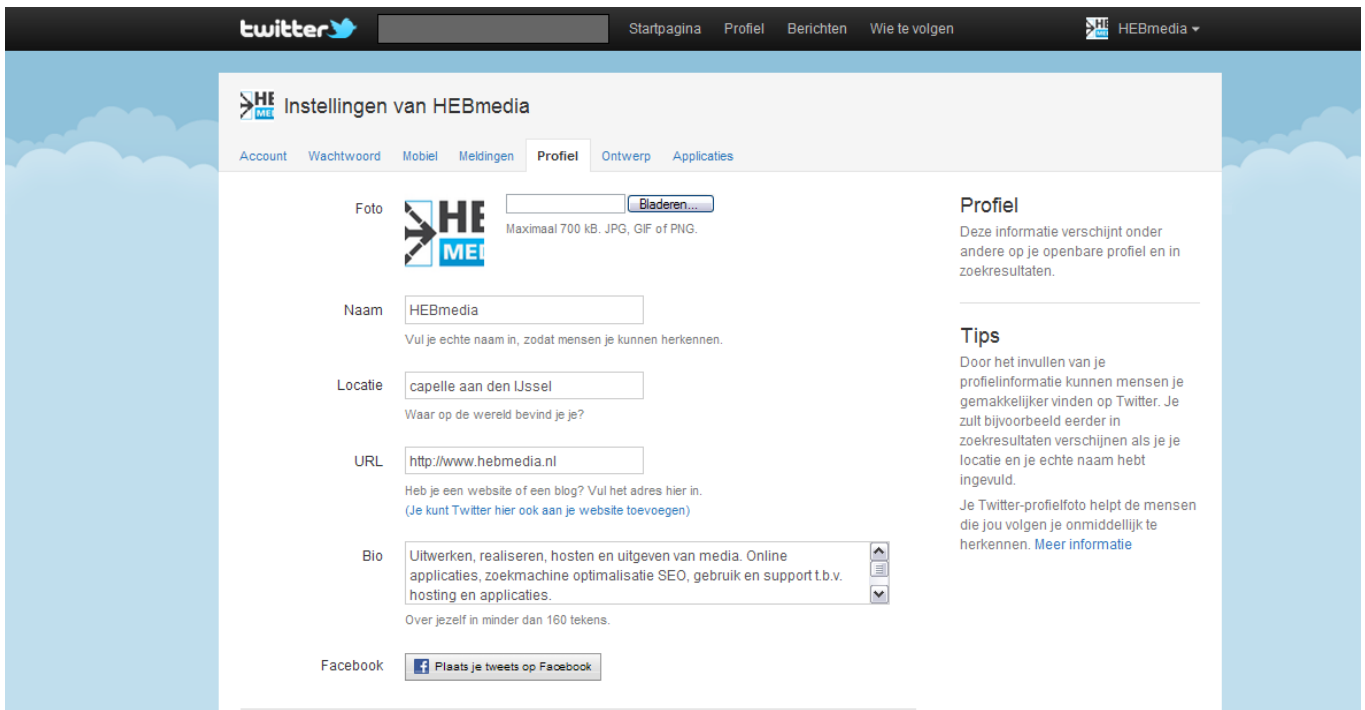 twitter
Startpagina Profiel Berichten Wie te volgen
HE
ME
HEBmedia
HE
ME
Instellingen van HEBmedia
Account Wachtwoord Mobiel Meldingen Profiel Ontwerp Applicaties
Foto
HE
MED
Bladeren...
Maximaal 700 kB. JPG, GIF of PNG.
Naam
HEBmedia
Vul je echte naam in, zodat mensen je kunnen herkennen.
Locatie
capelle aan den IJssel
Waar op de wereld bevind je je?
URL
http://www.hebmedia.nl
Heb je een website of een blog? Vul het adres hier in.
(Je kunt Twitter hier ook aan je website toevoegen)
Bio
Uitwerken, realiseren, hosten en uitgeven van media. Online
applicaties, zoekmachine optimalisatie SEO, gebruik en support t.b.v.
hosting en applicaties.
Over jezelf in minder dan 160 tekens.
Facebook
Plaats je tweets op Facebook
Profiel
Deze informatie verschijnt onder
andere op je openbare profiel en in
zoekresultaten.
Tips
Door het invullen van je
profielinformatie kunnen mensen je
gemakkelijker vinden op Twitter. Je
zult bijvoorbeeld eerder in
zoekresultaten verschijnen als je je
locatie en je echte naam hebt
ingevuld.
Je Twitter-profielfoto helpt de mensen
die jou volgen je onmiddellijk te
herkennen. Meer informatie